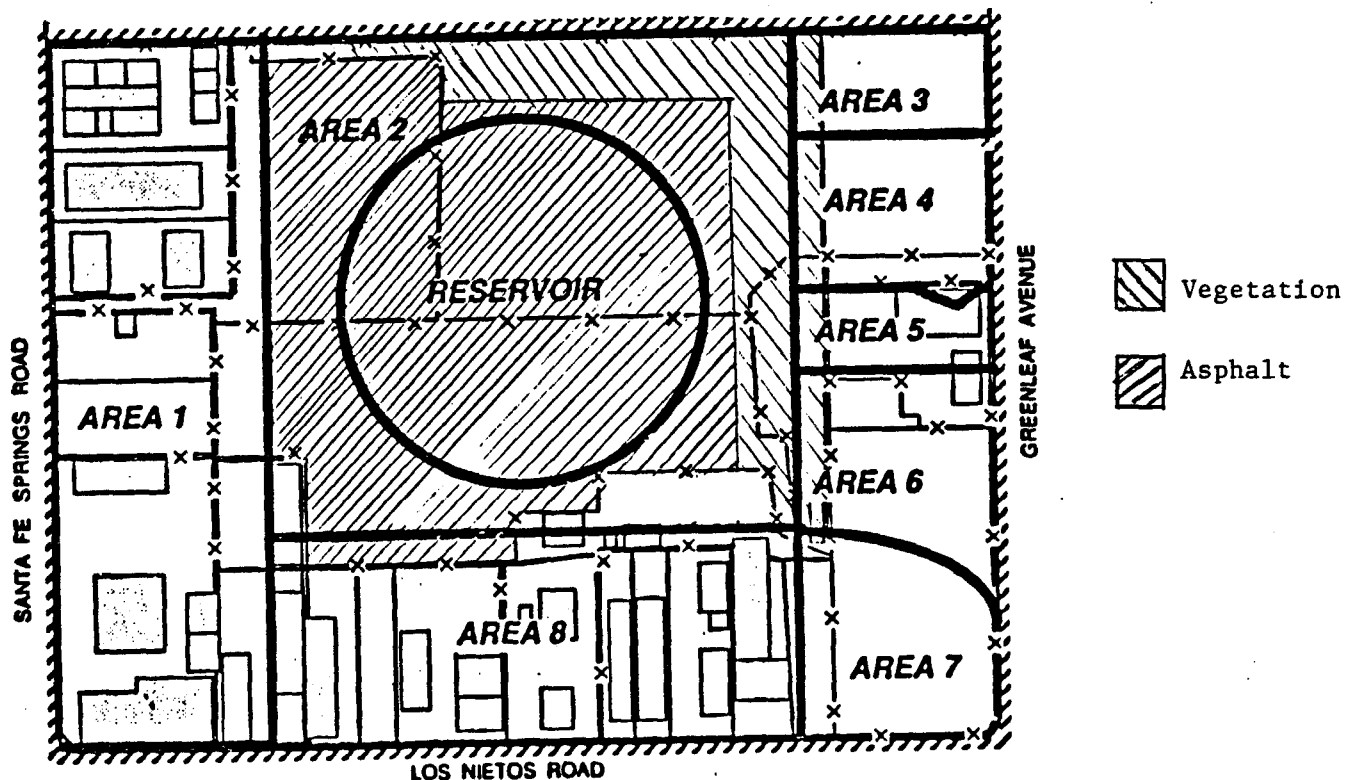 AREA 2
AREA 3
AREA 4
RESERVOIR
AREA 5
AREA 1
AREA 6
AREA 8
AREA 7
SANTA FE SPRINGS ROAD
GREENLEAF AVENUE
LOS NIETOS ROAD
Vegetation
Asphalt